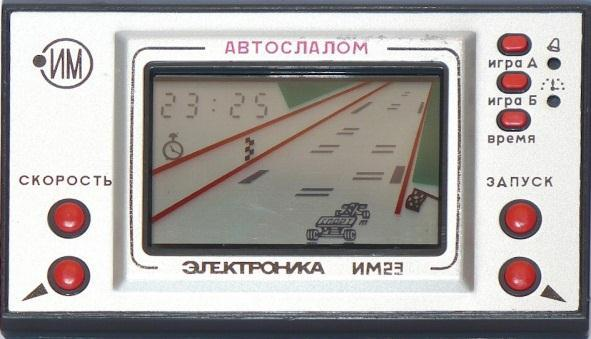 ИМ
АВТОСЛАЛОМ
игра А
игра Б
время
23:25
СКОРОСТЬ
ЗАПУСК
ЭЛЕКТРОНИКА ИМ23